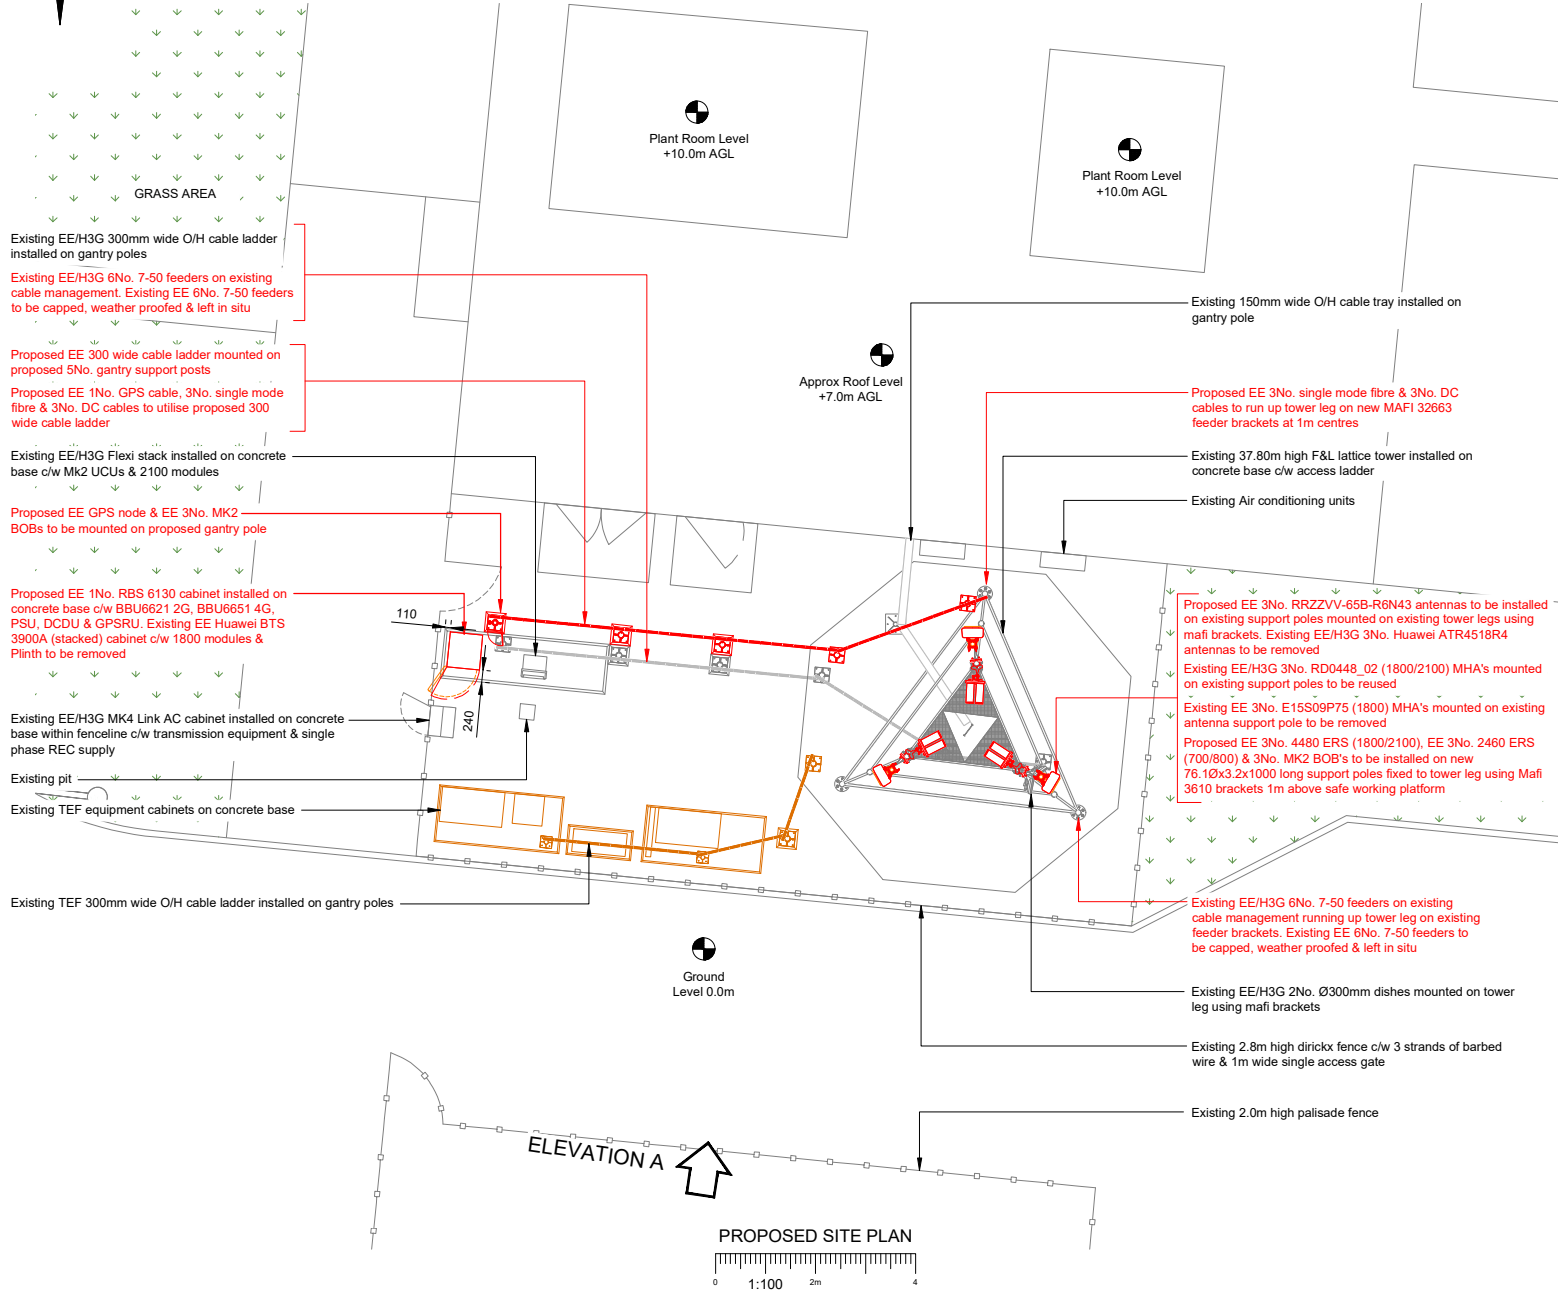 Plant Room Level
+10.0m AGL
Plant Room Level
+10.0m AGL
GRASS AREA
Existing EE/H3G 300mm wide O/H cable ladder
installed on gantry poles
Existing EE/H3G 6No. 7-50 feeders on existing
cable management. Existing EE 6No. 7-50 feeders
to be capped, weather proofed & left in situ
Proposed EE 300 wide cable ladder mounted on
proposed 5No. gantry support posts
Proposed EE 1No. GPS cable, 3No. single mode
fibre & 3No. DC cables to utilise proposed 300
wide cable ladder
Existing EE/H3G Flexi stack installed on concrete
base c/w Mk2 UCUs & 2100 modules
Proposed EE GPS node & EE 3No. MK2
BOBs to be mounted on proposed gantry pole
Proposed EE 1No. RBS 6130 cabinet installed on
concrete base c/w BBU6621 2G, BBU6651 4G,
PSU, DCDU & GPSRU. Existing EE Huawei BTS
3900A (stacked) cabinet c/w 1800 modules &
Plinth to be removed
Existing EE/H3G MK4 Link AC cabinet installed on concrete
base within fenceline c/w transmission equipment & single
phase REC supply
Existing pit
Existing TEF equipment cabinets on concrete base
Existing TEF 300mm wide O/H cable ladder installed on gantry poles
110
240
Approx Roof Level
+7.0m AGL
Existing 150mm wide O/H cable tray installed on
gantry pole
Proposed EE 3No. single mode fibre & 3No. DC
cables to run up tower leg on new MAFI 32663
feeder brackets at 1m centres
Existing 37.80m high F&L lattice tower installed on
concrete base c/w access ladder
Existing Air conditioning units
Proposed EE 3No. RRZZVV-65B-R6N43 antennas to be installed
on existing support poles mounted on existing tower legs using
mafi brackets. Existing EE/H3G 3No. Huawei ATR4518R4
antennas to be removed
Existing EE/H3G 3No. RD0448_02 (1800/2100) MHA's mounted
on existing support poles to be reused
Existing EE 3No. E15S09P75 (1800) MHA's mounted on existing
antenna support pole to be removed
Proposed EE 3No. 4480 ERS (1800/2100), EE 3No. 2460 ERS
(700/800) & 3No. MK2 BOB's to be installed on new
76.1Øx3.2x1000 long support poles fixed to tower leg using Mafi
3610 brackets 1m above safe working platform
Existing EE/H3G 6No. 7-50 feeders on existing
cable management running up tower leg on existing
feeder brackets. Existing EE 6No. 7-50 feeders to
be capped, weather proofed & left in situ
Existing EE/H3G 2No. Ø300mm dishes mounted on tower
leg using mafi brackets
Existing 2.8m high dirickx fence c/w 3 strands of barbed
wire & 1m wide single access gate
Existing 2.0m high palisade fence
Ground
Level 0.0m
ELEVATION A
PROPOSED SITE PLAN
0 1:100 2m 4